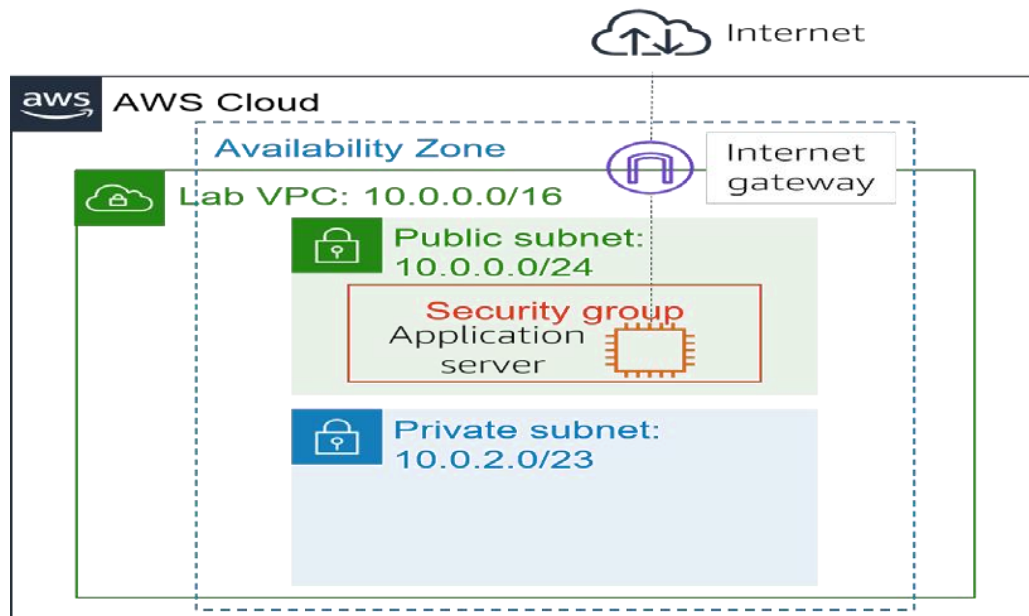 Internet
aws
AWS Cloud
Availability Zone
Internet
gateway
Lab VPC: 10.0.0.0/16
Public subnet:
10.0.0.0/24
Security group
Application
server
Private subnet:
10.0.2.0/23